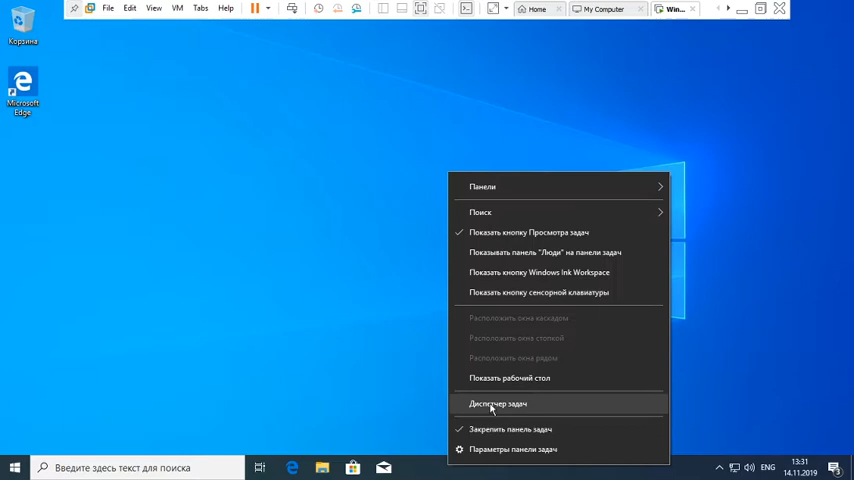 File Edit View VM Tabs Help Home My Computer Win...
Корзина
Microsoft
Edge
Панели
Поиск
Показать кнопку Просмотра задач
Показывать панель "Люди" на панели задач
Показать кнопку Windows Ink Workspace
Показать кнопку сенсорной клавиатуры
Расположить окна каскадом
Расположить окна стопкой
Расположить окна рядом
Показать рабочий стол
Диспетчер задач
Закрепить панель задач
Параметры панели задач
Введите здесь текст для поиска
ENG
13:31
14.11.2019
3